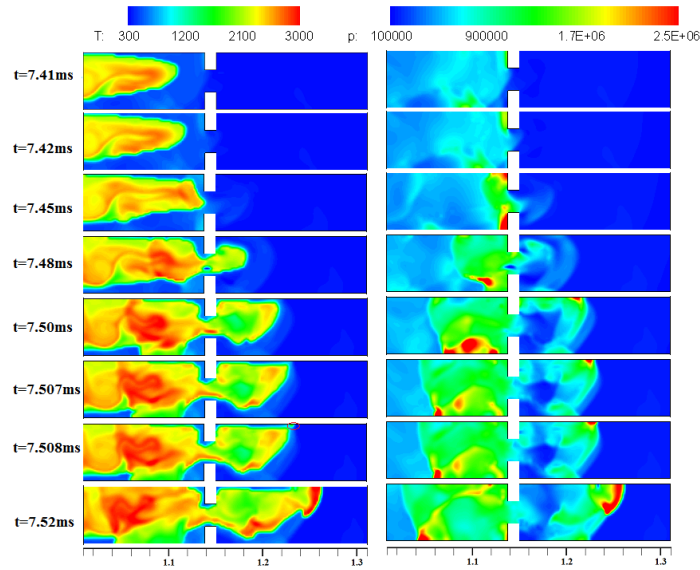 T: 300 1200 2100 3000 p: 100000 900000 1.7E+06 2.5E+06
t=7.41ms
t=7.42ms
t=7.45ms
t=7.48ms
t=7.50ms
t=7.507ms
t=7.508ms
t=7.52ms
1.1 1.2 1.3 1.1 1.2 1.3